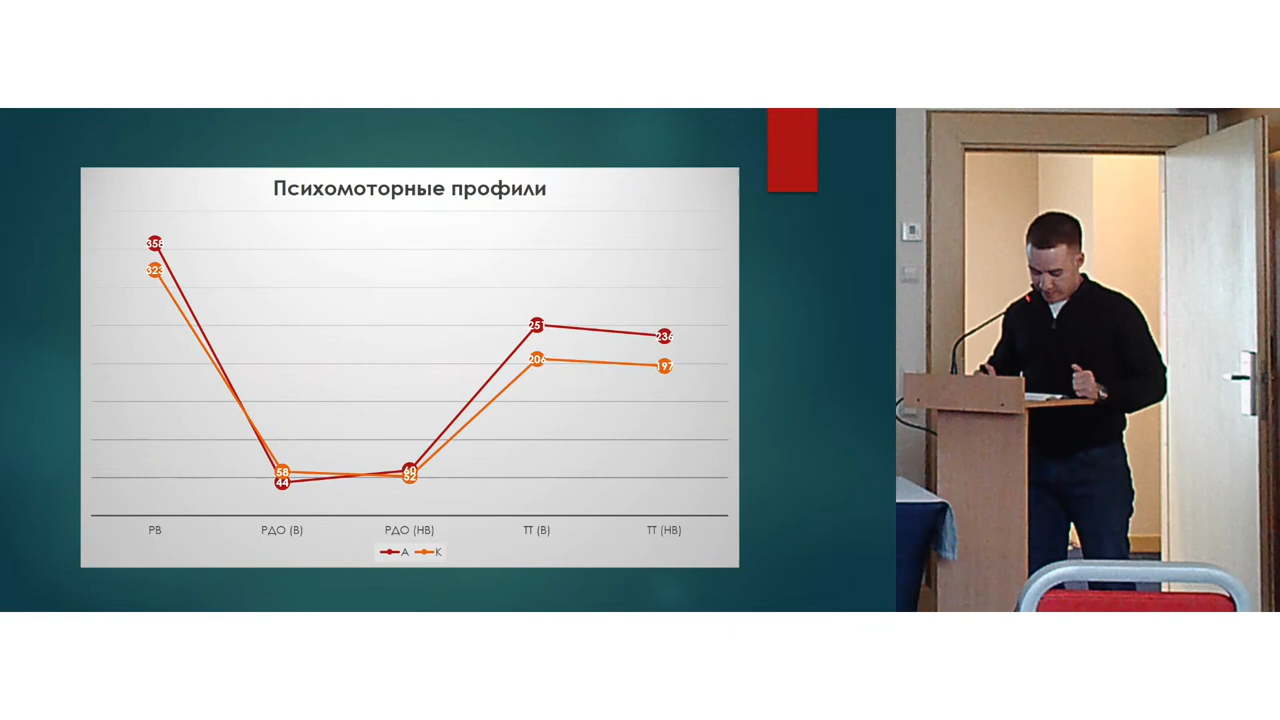 Психомоторные профили
358
323
58
44
60
52
251
206
236
197
РВ
РДО (В)
РДО (НВ)
ТТ (В)
ТТ (НВ)
А
К